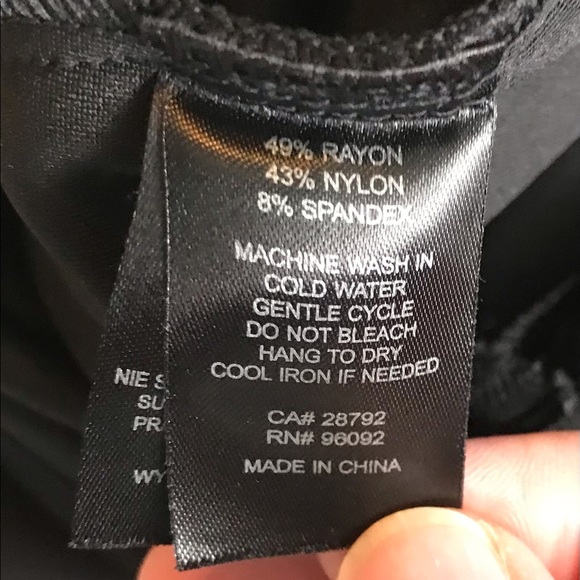 49% RAYON
43% NYLON
8% SPANDEX
MACHINE WASH IN
COLD WATER
GENTLE CYCLE
DO NOT BLEACH
HANG TO DRY
COOL IRON IF NEEDED
CA# 28792
RN# 96092
MADE IN CHINA
NIE